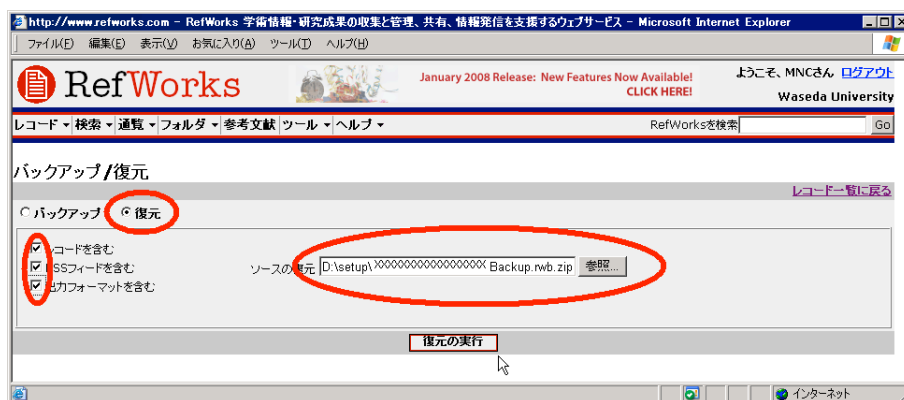 http://www.refworks.com - RefWorks 学術情報・研究成果の収集と管理、共有、情報発信を支援するウェブサービス - Microsoft Internet Explorer
ファイル(F) 編集(E) 表示(V) お気に入り(A) ツール(T) ヘルプ(H)
RefWorks
January 2008 Release: New Features Now Available!
CLICK HERE!
ようこそ、MNCさん ログアウト
Waseda University
レコード 検索 通覧 フォルダ 参考文献 ツール ヘルプ
RefWorksを検索 Go
バックアップ/復元
レコード一覧に戻る
バックアップ 復元
レコードを含む
RSSフィードを含む
ソースの復元 D:\setup\XXXXXXXXXXXXXXXXX Backup.rwb.zip 参照...
出力フォーマットを含む
復元の実行
インターネット